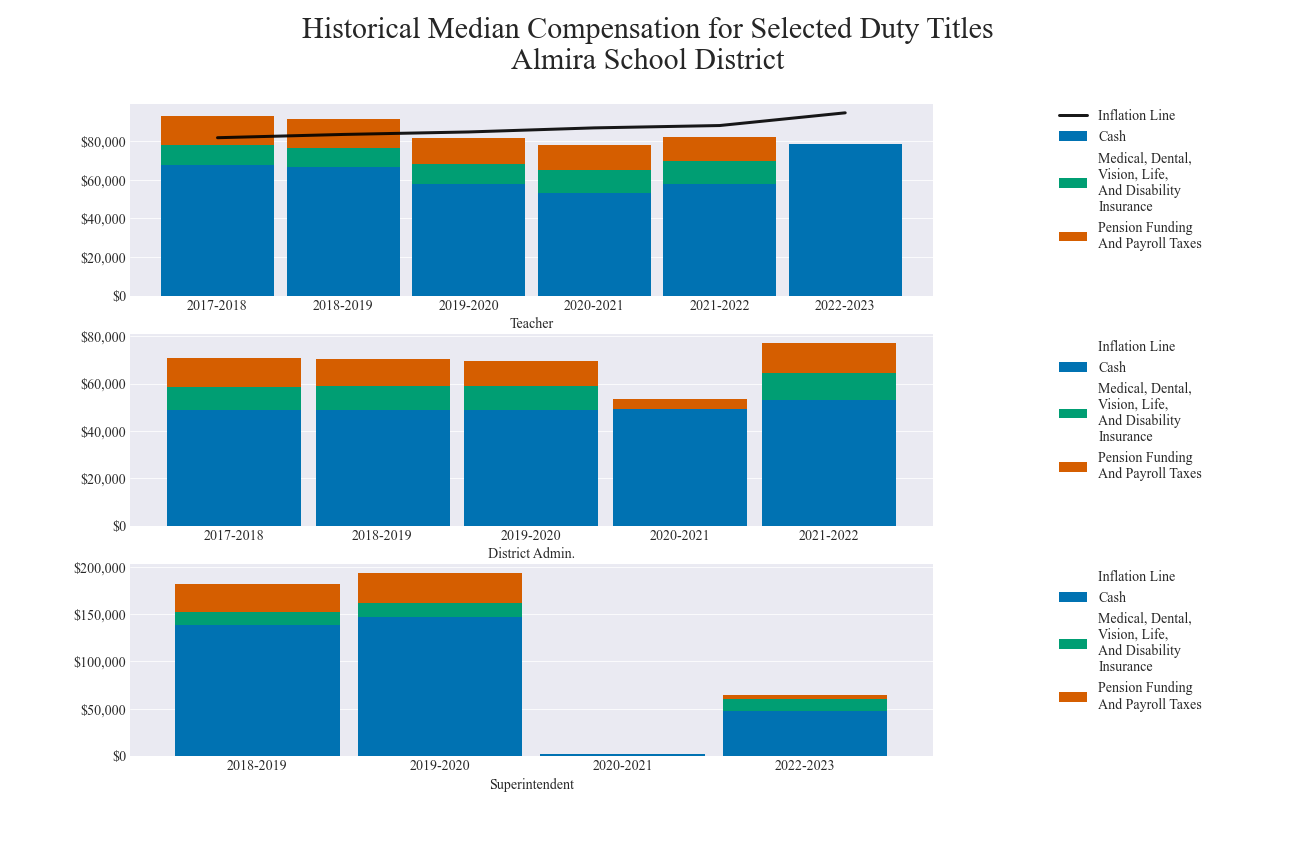 Historical Median Compensation for Selected Duty Titles
Almira School District
$80,000
$60,000
$40,000
$20,000
$0
2017-2018
2018-2019
2019-2020
2020-2021
2021-2022
2022-2023
Teacher
Inflation Line
Cash
Medical, Dental,
Vision, Life,
And Disability
Insurance
Pension Funding
And Payroll Taxes
$80,000
$60,000
$40,000
$20,000
$0
2017-2018
2018-2019
2019-2020
2020-2021
2021-2022
District Admin.
Inflation Line
Cash
Medical, Dental,
Vision, Life,
And Disability
Insurance
Pension Funding
And Payroll Taxes
$200,000
$150,000
$100,000
$50,000
$0
2018-2019
2019-2020
2020-2021
2022-2023
Superintendent
Inflation Line
Cash
Medical, Dental,
Vision, Life,
And Disability
Insurance
Pension Funding
And Payroll Taxes